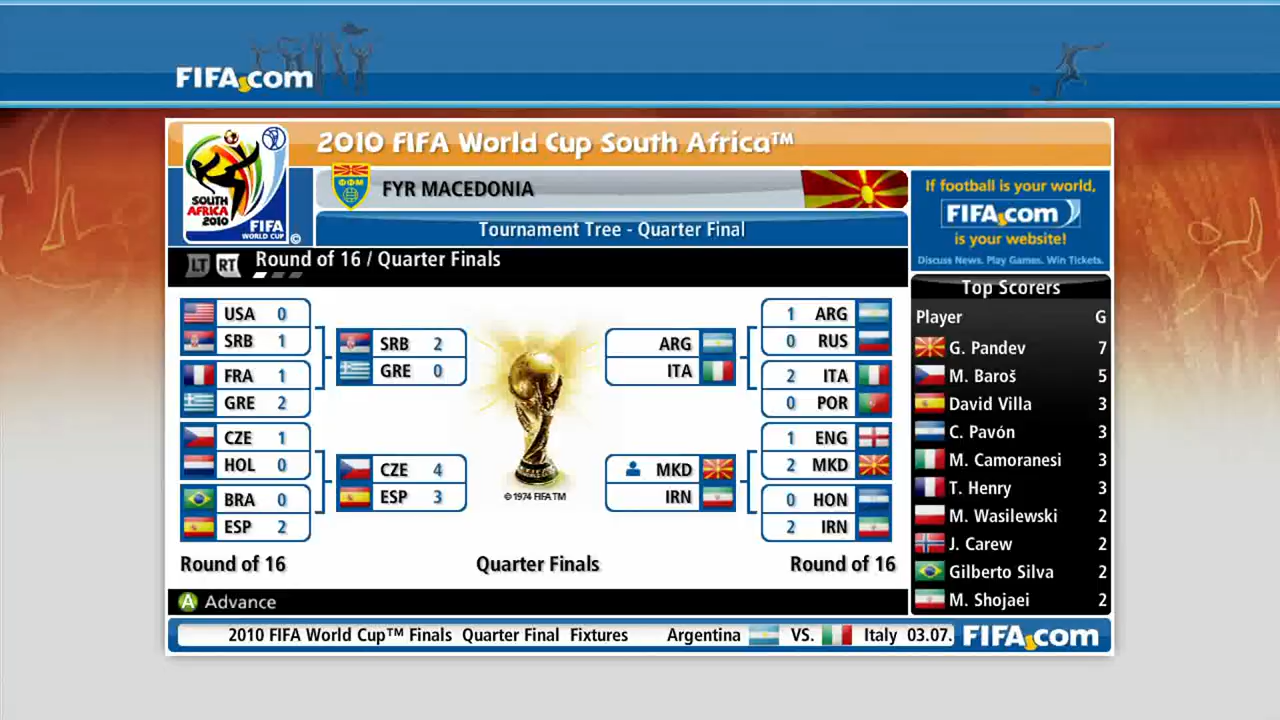 FIFA.com
2010 FIFA World Cup South Africa™
SOUTH
AFRICA
2010
FIFA
WORLD CUP
©
ФФМ
FYR MACEDONIA
Tournament Tree - Quarter Final
If football is your world,
FIFA.com
is your website!
Discuss News. Play Games. Win Tickets.
LT RT Round of 16 / Quarter Finals
USA 0
SRB 1
FRA 1
GRE 2
CZE 1
HOL 0
BRA 0
ESP 2
Round of 16
SRB 2
GRE 0
CZE 4
ESP 3
© 1974 FIFA TM
Quarter Finals
ARG
ITA
MKD
IRN
1 ARG
0 RUS
2 ITA
0 POR
1 ENG
2 MKD
0 HON
2 IRN
Round of 16
Top Scorers
Player G
G. Pandev 7
M. Baroš 5
David Villa 3
C. Pavón 3
M. Camoranesi 3
T. Henry 3
M. Wasilewski 2
J. Carew 2
Gilberto Silva 2
M. Shojaei 2
A Advance
2010 FIFA World Cup™ Finals Quarter Final Fixtures Argentina VS. Italy 03.07.
FIFA.com